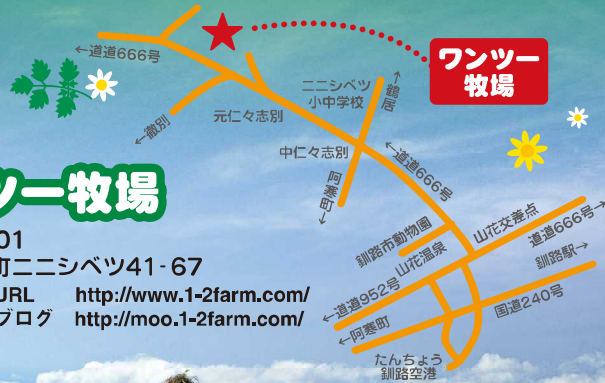 ←道道666号
ワンツー
牧場
ニニシベツ
小中学校
←鶴居
←徹別
元仁々志別
中仁々志別
阿寒町→
←道道666号
ツー牧場
01
町ニニシベツ41-67
URL http://www.1-2farm.com/
ブログ http://moo.1-2farm.com/
釧路市動物園
山花温泉
山花交差点
道道666号→
釧路駅→
←道道952号
国道240号
←阿寒町
たんちょう
釧路空港